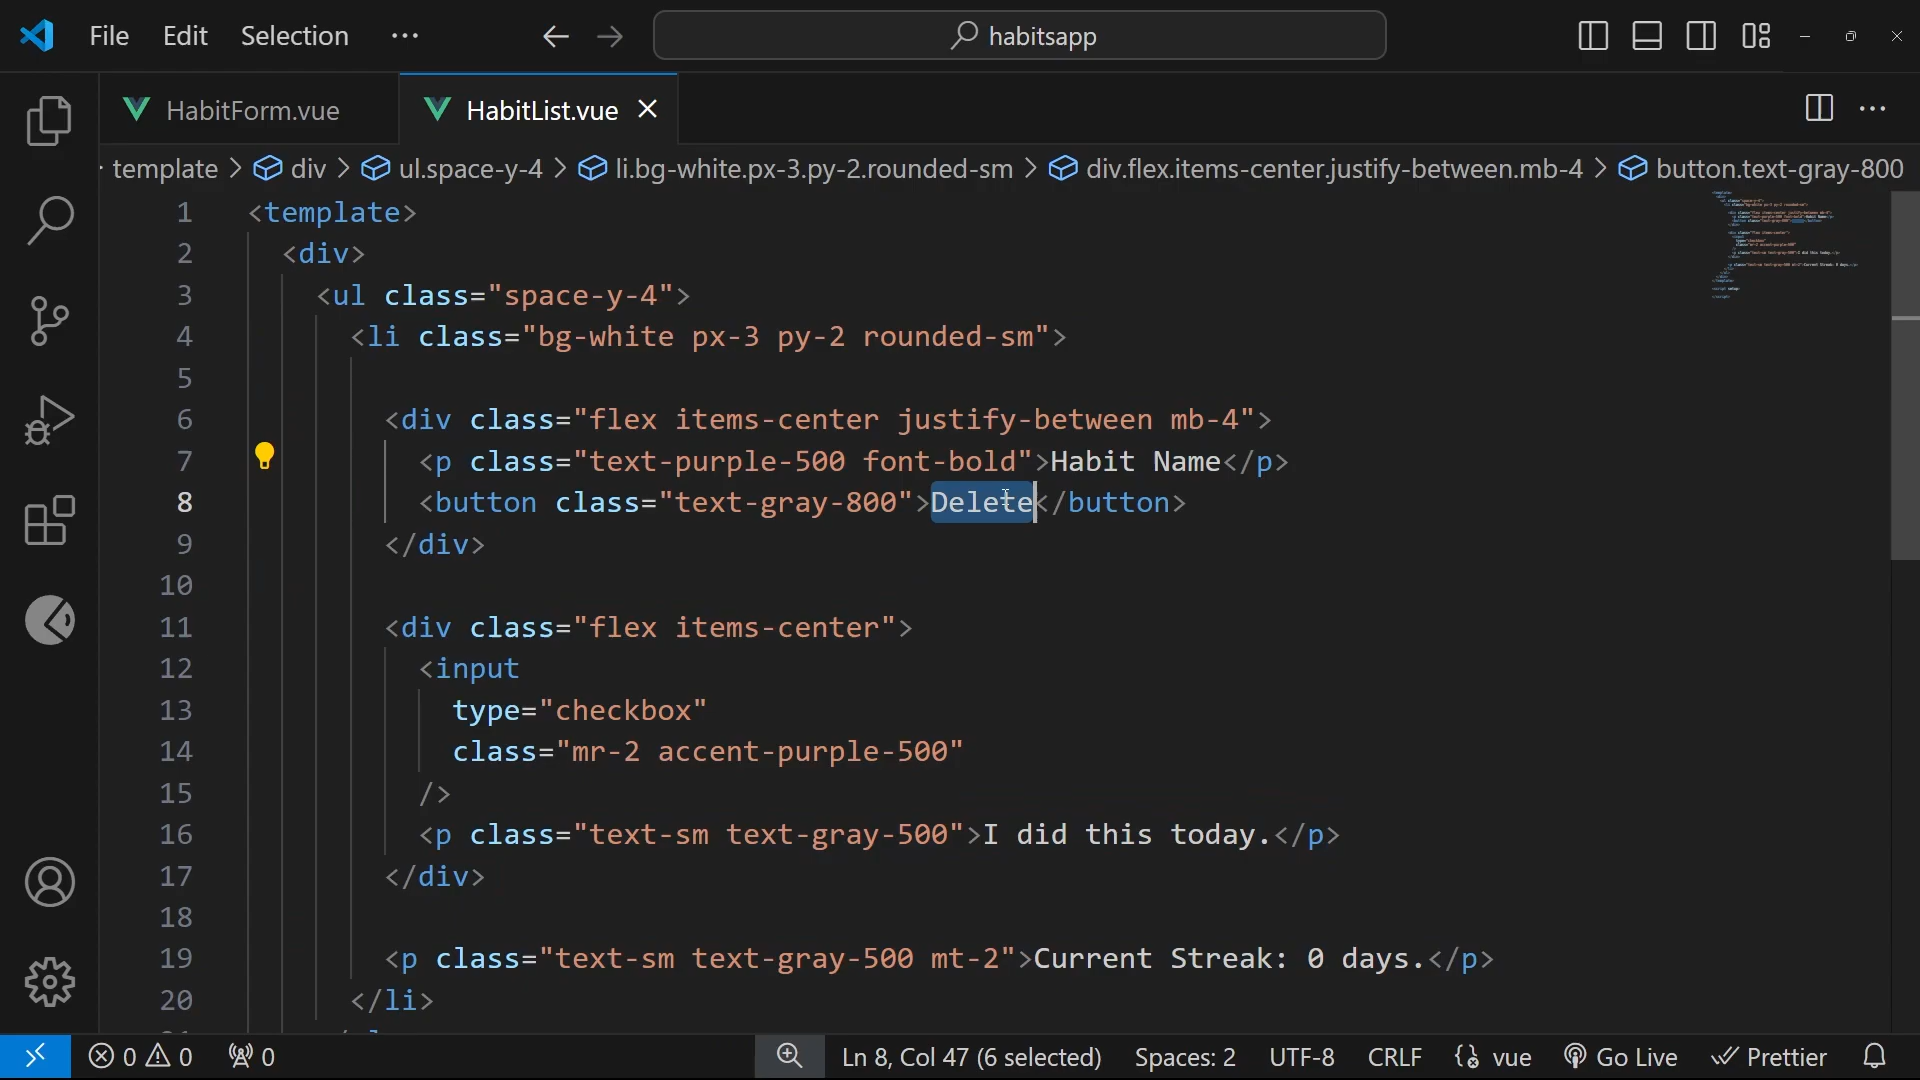 File Edit Selection ··· habitsapp
HabitForm.vue HabitList.vue
template > div > ul.space-y-4 > li.bg-white.px-3.py-2.rounded-sm > div.flex.items-center.justify-between.mb-4 > button.text-gray-800
1 <template>
2 <div>
3 <ul class="space-y-4">
4 <li class="bg-white px-3 py-2 rounded-sm">
5
6 <div class="flex items-center justify-between mb-4">
7 <p class="text-purple-500 font-bold">Habit Name</p>
8 <button class="text-gray-800">Delete</button>
9 </div>
10
11 <div class="flex items-center">
12 <input
13 type="checkbox"
14 class="mr-2 accent-purple-500"
15 />
16 <p class="text-sm text-gray-500">I did this today.</p>
17 </div>
18
19 <p class="text-sm text-gray-500 mt-2">Current Streak: 0 days.</p>
20 </li>
0 0 0 Ln 8, Col 47 (6 selected) Spaces: 2 UTF-8 CRLF vue Go Live Prettier